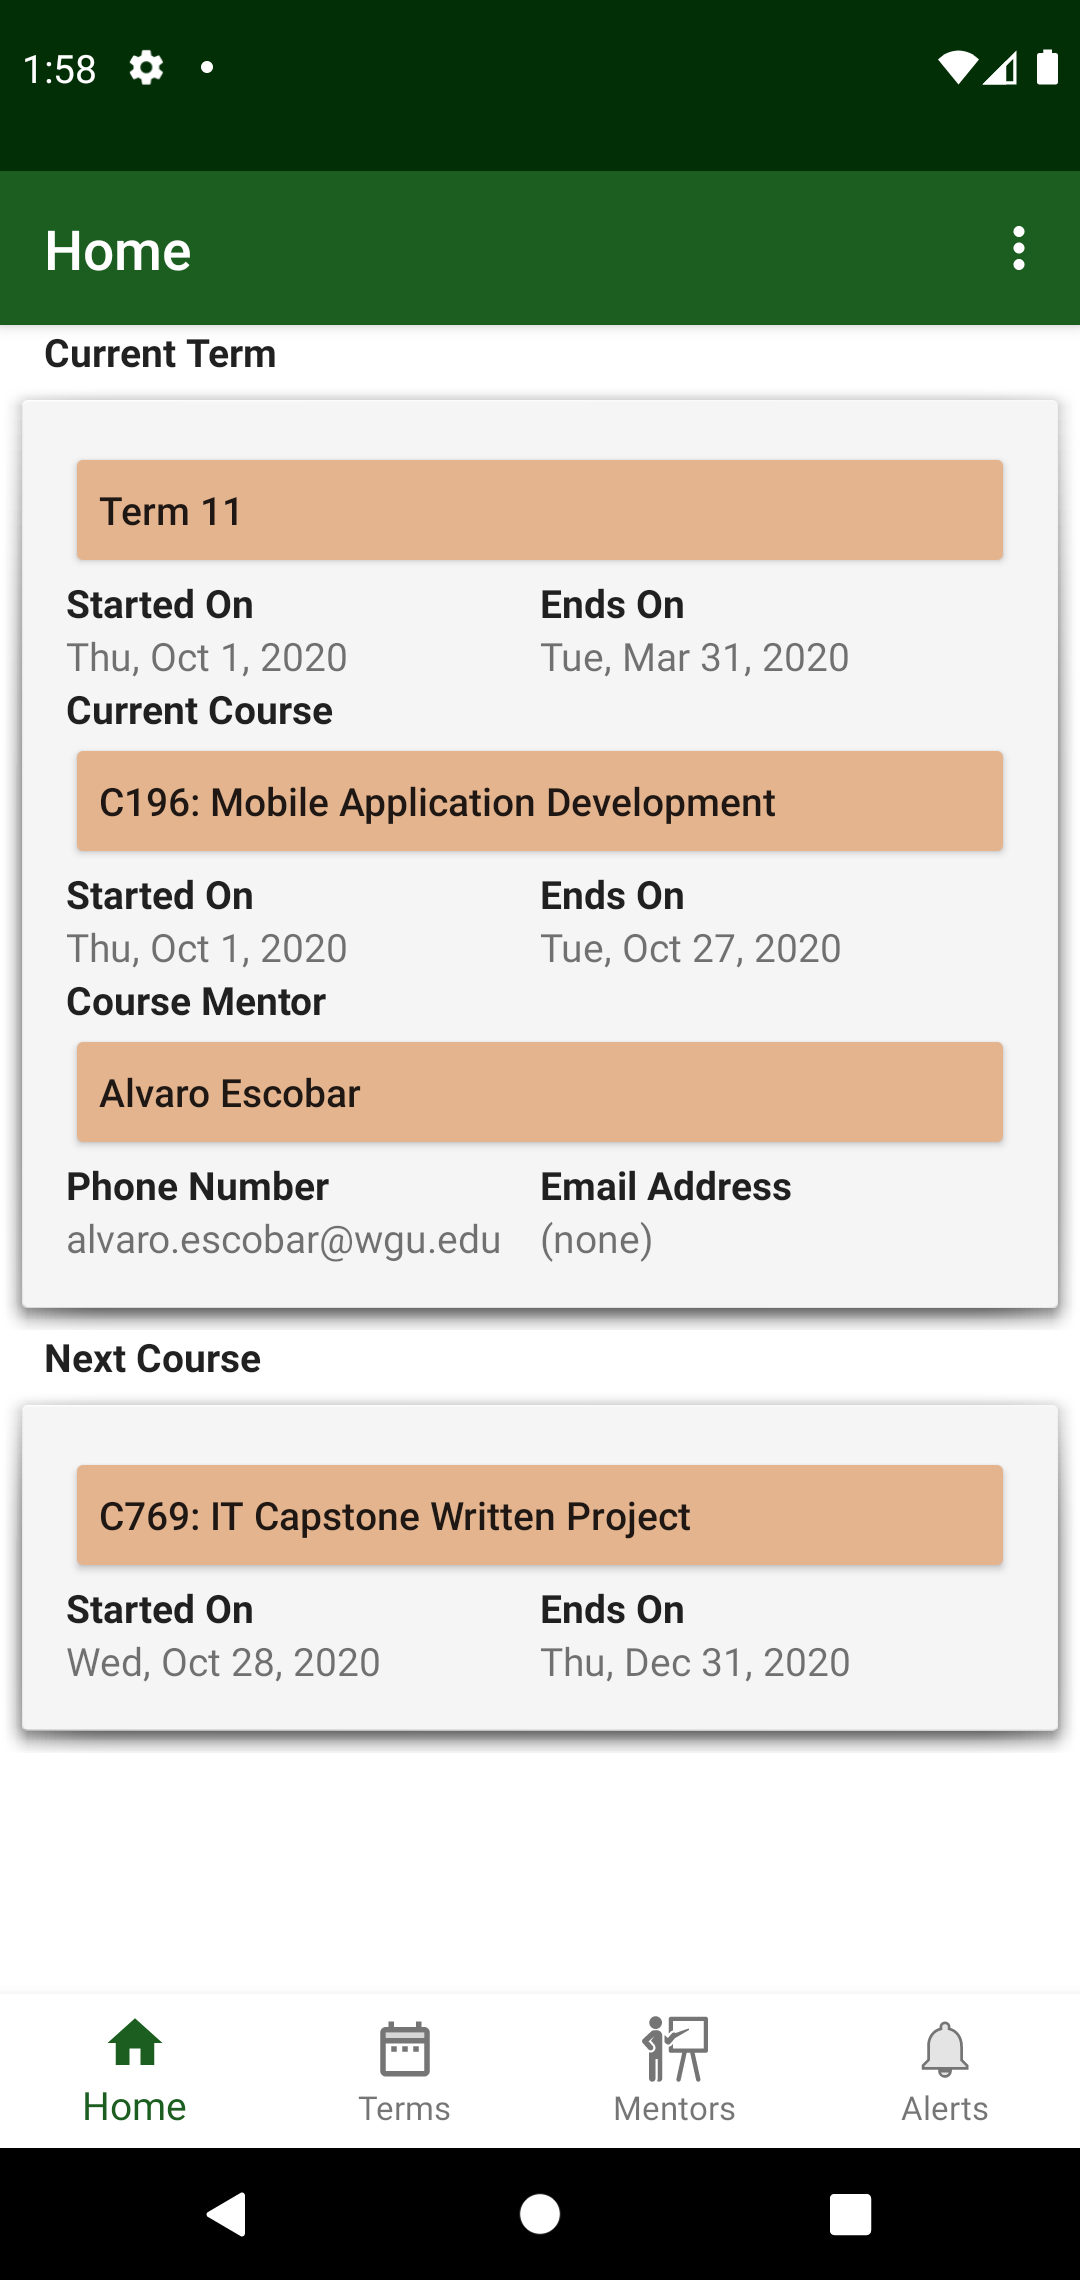 1:58
Home
Current Term
Term 11
Started On Ends On
Thu, Oct 1, 2020 Tue, Mar 31, 2020
Current Course
C196: Mobile Application Development
Started On Ends On
Thu, Oct 1, 2020 Tue, Oct 27, 2020
Course Mentor
Alvaro Escobar
Phone Number Email Address
alvaro.escobar@wgu.edu (none)
Next Course
C769: IT Capstone Written Project
Started On Ends On
Wed, Oct 28, 2020 Thu, Dec 31, 2020
Home Terms Mentors Alerts